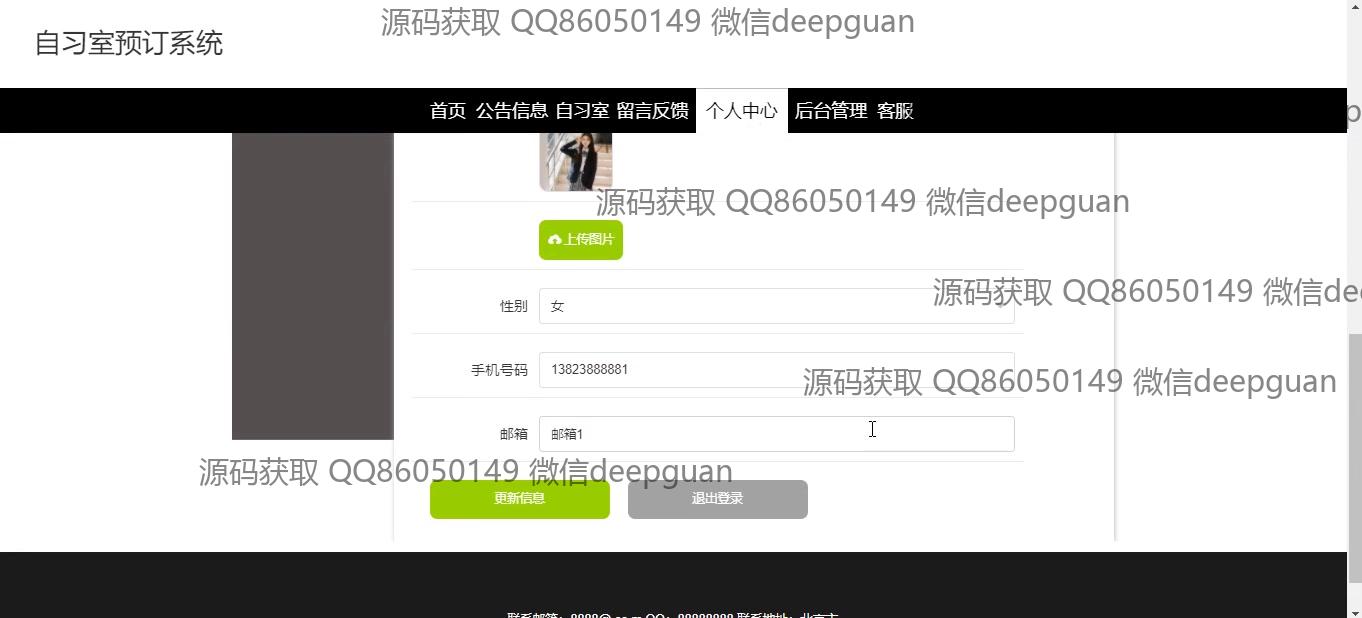 源码获取 QQ86050149 微信deepguan
自习室预订系统
首页 公告信息 自习室 留言反馈 个人中心 后台管理 客服
源码获取 QQ86050149 微信deepguan
上传图片
源码获取 QQ86050149 微信de
性别 女
手机号码 13823888881
源码获取 QQ86050149 微信deepguan
邮箱 邮箱1
源码获取 QQ86050149 微信deepguan
更新信息 退出登录